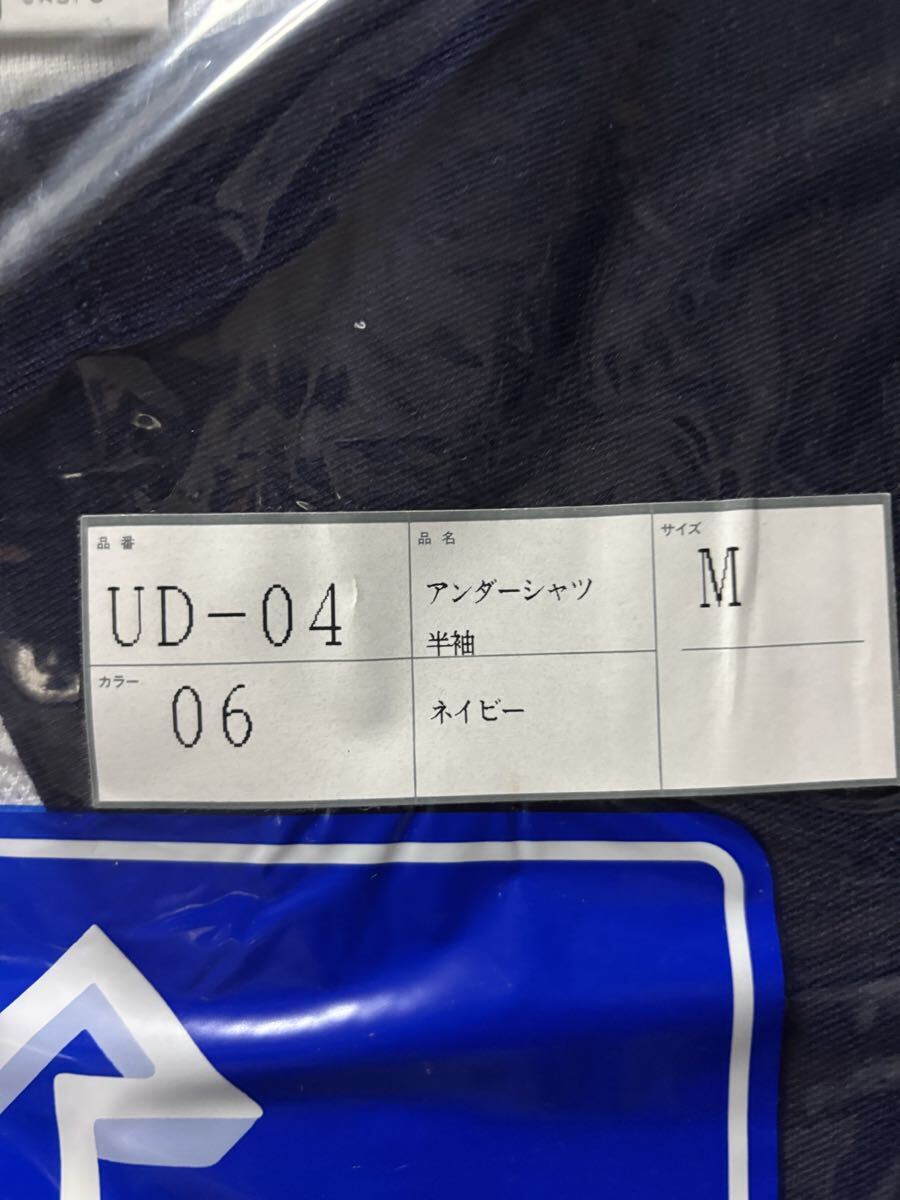 品番
UD-04
品名
アンダーシャツ
半袖
サイズ
M
カラー
06
ネイビー